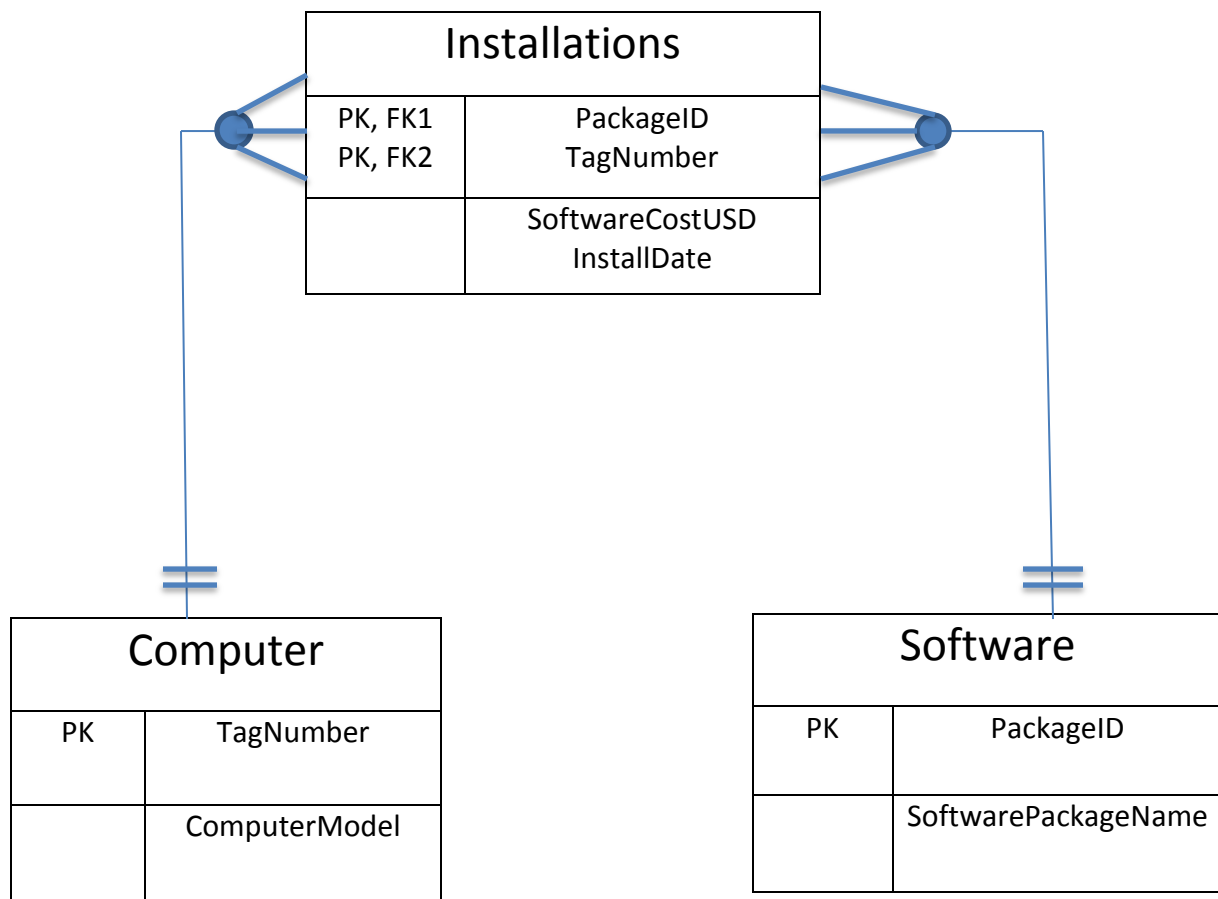 Installations
PK, FK1 PackageID
PK, FK2 TagNumber
SoftwareCostUSD
InstallDate
Computer
PK TagNumber
ComputerModel
Software
PK PackageID
SoftwarePackageName